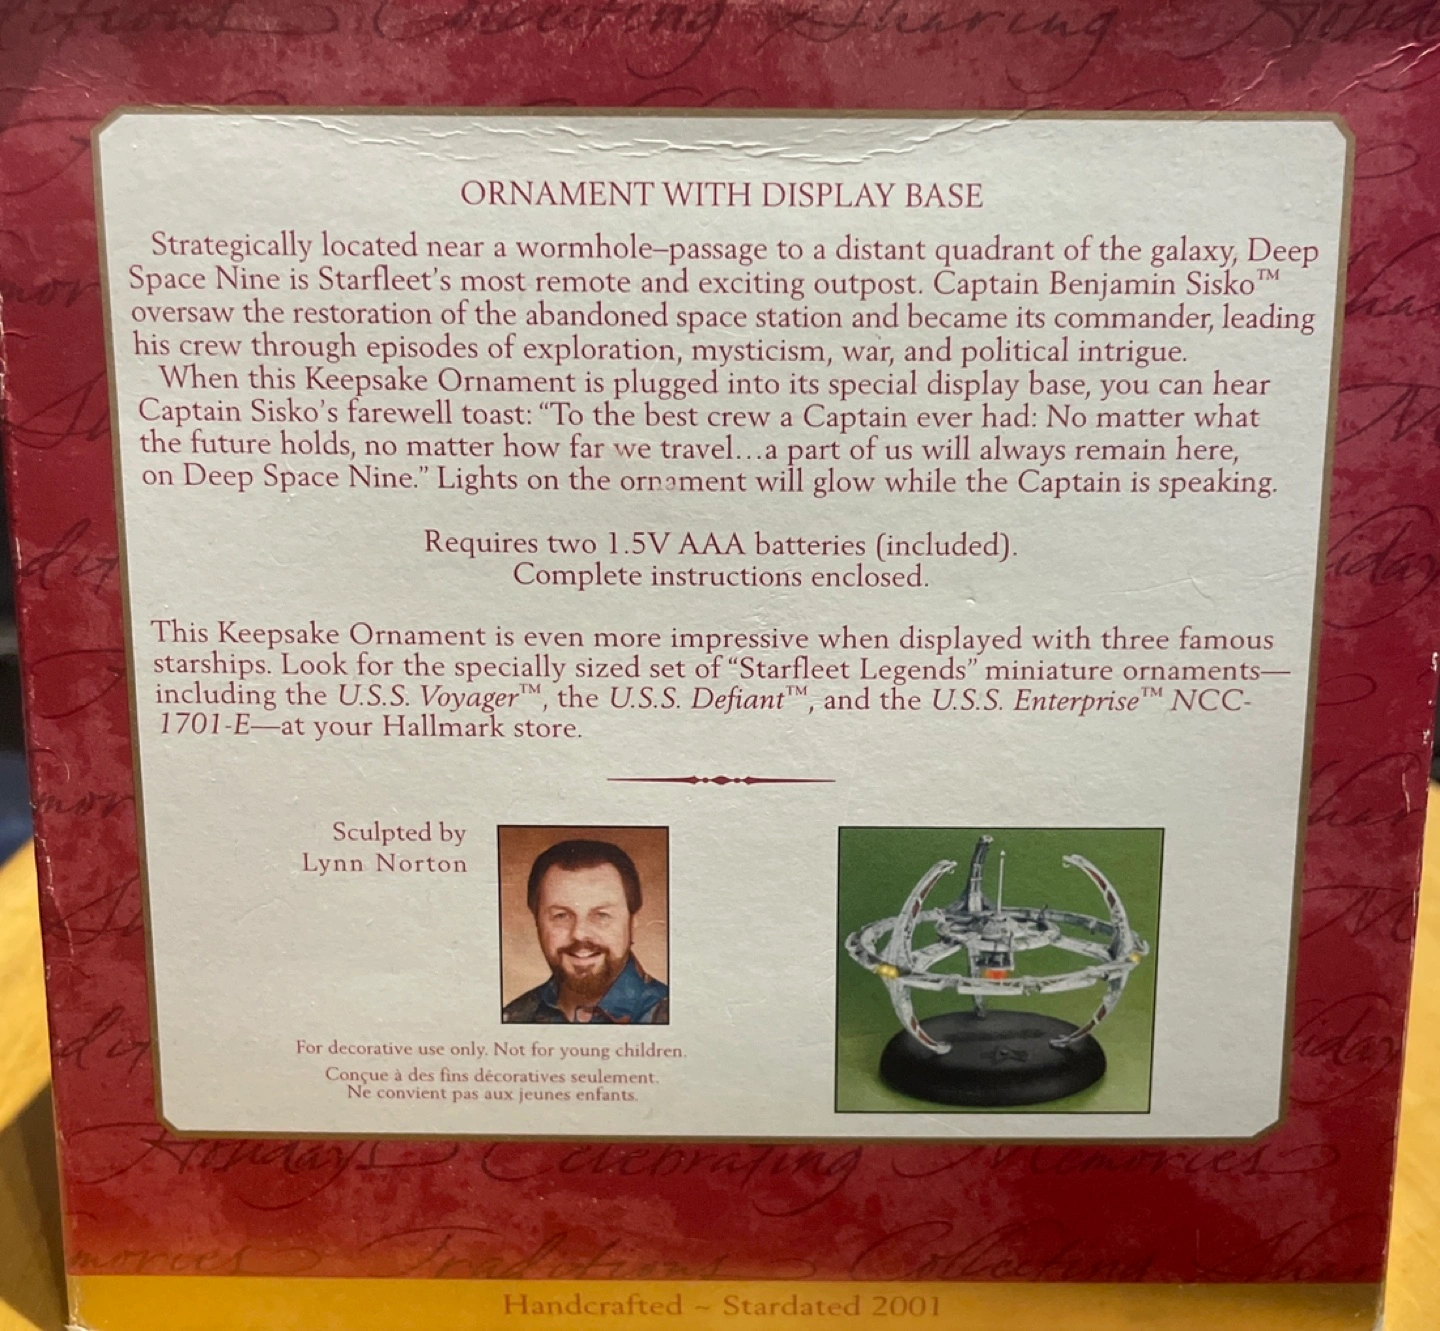 Collecting Sharing
ORNAMENT WITH DISPLAY BASE
Strategically located near a wormhole–passage to a distant quadrant of the galaxy, Deep
Space Nine is Starfleet's most remote and exciting outpost. Captain Benjamin Sisko™
oversaw the restoration of the abandoned space station and became its commander, leading
his crew through episodes of exploration, mysticism, war, and political intrigue.
When this Keepsake Ornament is plugged into its special display base, you can hear
Captain Sisko's farewell toast: “To the best crew a Captain ever had: No matter what
the future holds, no matter how far we travel…a part of us will always remain here,
on Deep Space Nine.” Lights on the ornament will glow while the Captain is speaking.
Requires two 1.5V AAA batteries (included).
Complete instructions enclosed.
This Keepsake Ornament is even more impressive when displayed with three famous
starships. Look for the specially sized set of “Starfleet Legends” miniature ornaments—
including the U.S.S. Voyager™, the U.S.S. Defiant™, and the U.S.S. Enterprise™ NCC-
1701-E—at your Hallmark store.
Sculpted by
Lynn Norton
For decorative use only. Not for young children.
Conçue à des fins décoratives seulement.
Ne convient pas aux jeunes enfants.
Holidays Celebrating Memories
Traditions Collecting
Handcrafted ~ Stardated 2001